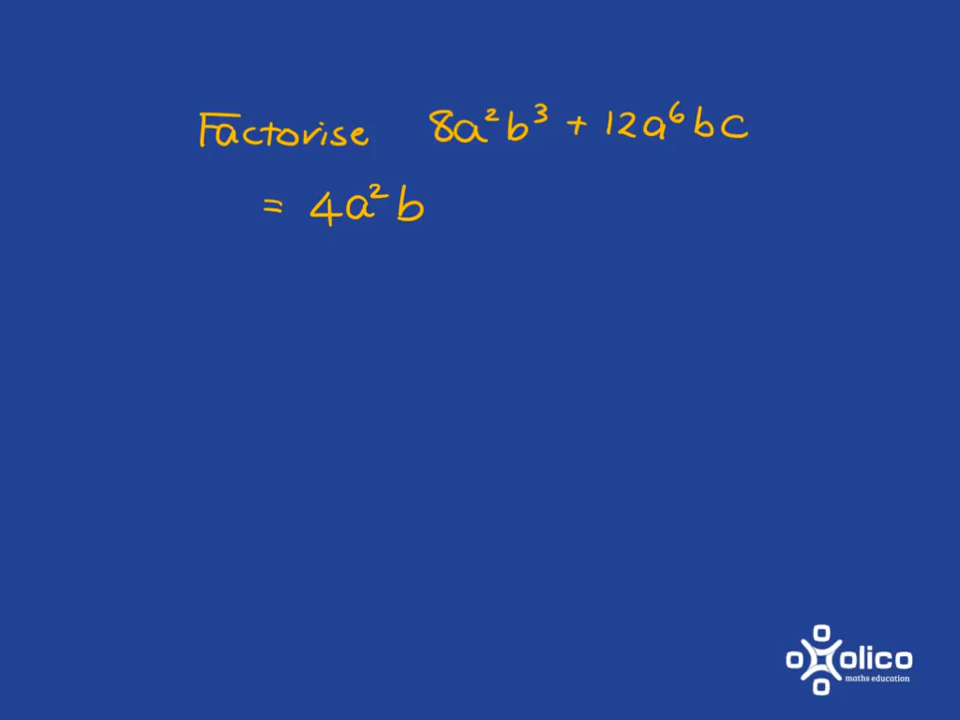 Factorise 8a²b³ + 12a⁶bc
= 4a²b
olico
maths education